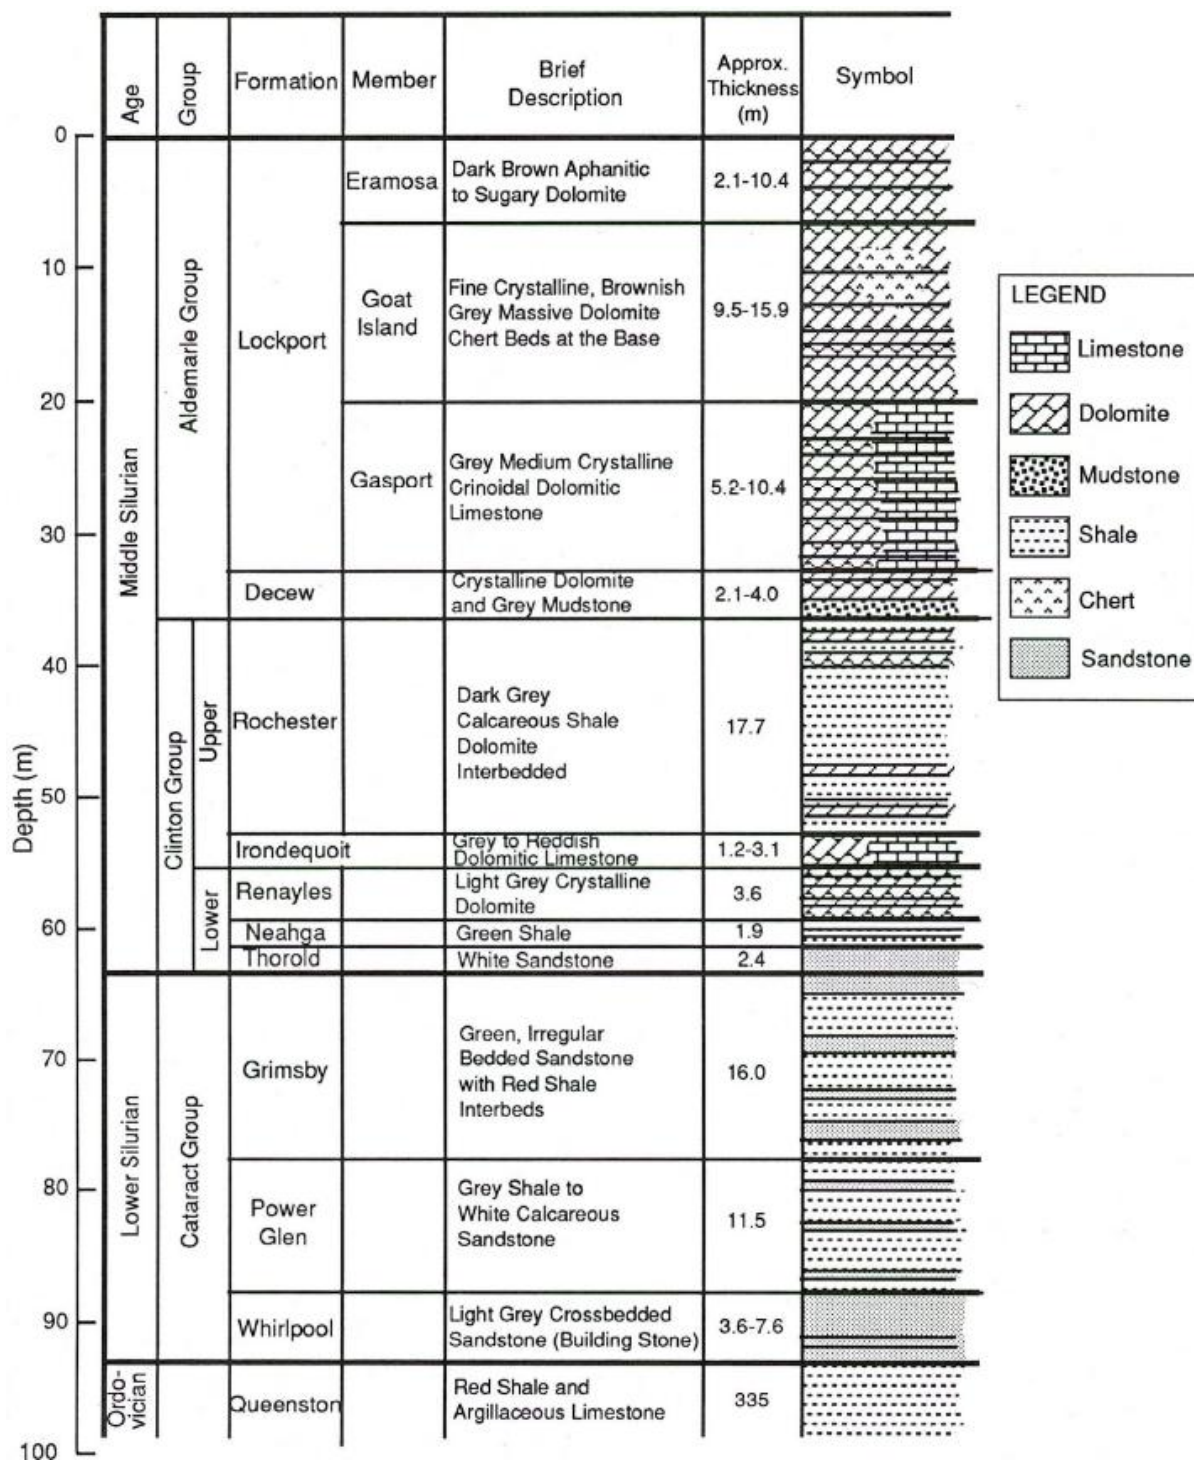 Age
Group
Formation
Member
Brief
Description
Approx.
Thickness
(m)
Symbol
Depth (m)
0
10
20
30
40
50
60
70
80
90
100
Middle Silurian
Lower Silurian
Ordo-
vician
Aldemarle Group
Clinton Group
Upper
Lower
Cataract Group
Lockport
Eramosa
Dark Brown Aphanitic
to Sugary Dolomite
2.1-10.4
Goat
Island
Fine Crystalline, Brownish
Grey Massive Dolomite
Chert Beds at the Base
9.5-15.9
Gasport
Grey Medium Crystalline
Crinoidal Dolomitic
Limestone
5.2-10.4
Decew
Crystalline Dolomite
and Grey Mudstone
2.1-4.0
Rochester
Dark Grey
Calcareous Shale
Dolomite
Interbedded
17.7
Irondequoit
Grey to Reddish
Dolomitic Limestone
1.2-3.1
Renayles
Light Grey Crystalline
Dolomite
3.6
Neahga
Green Shale
1.9
Thorold
White Sandstone
2.4
Grimsby
Green, Irregular
Bedded Sandstone
with Red Shale
Interbeds
16.0
Power
Glen
Grey Shale to
White Calcareous
Sandstone
11.5
Whirlpool
Light Grey Crossbedded
Sandstone (Building Stone)
3.6-7.6
Queenston
Red Shale and
Argillaceous Limestone
335
LEGEND
Limestone
Dolomite
Mudstone
Shale
Chert
Sandstone